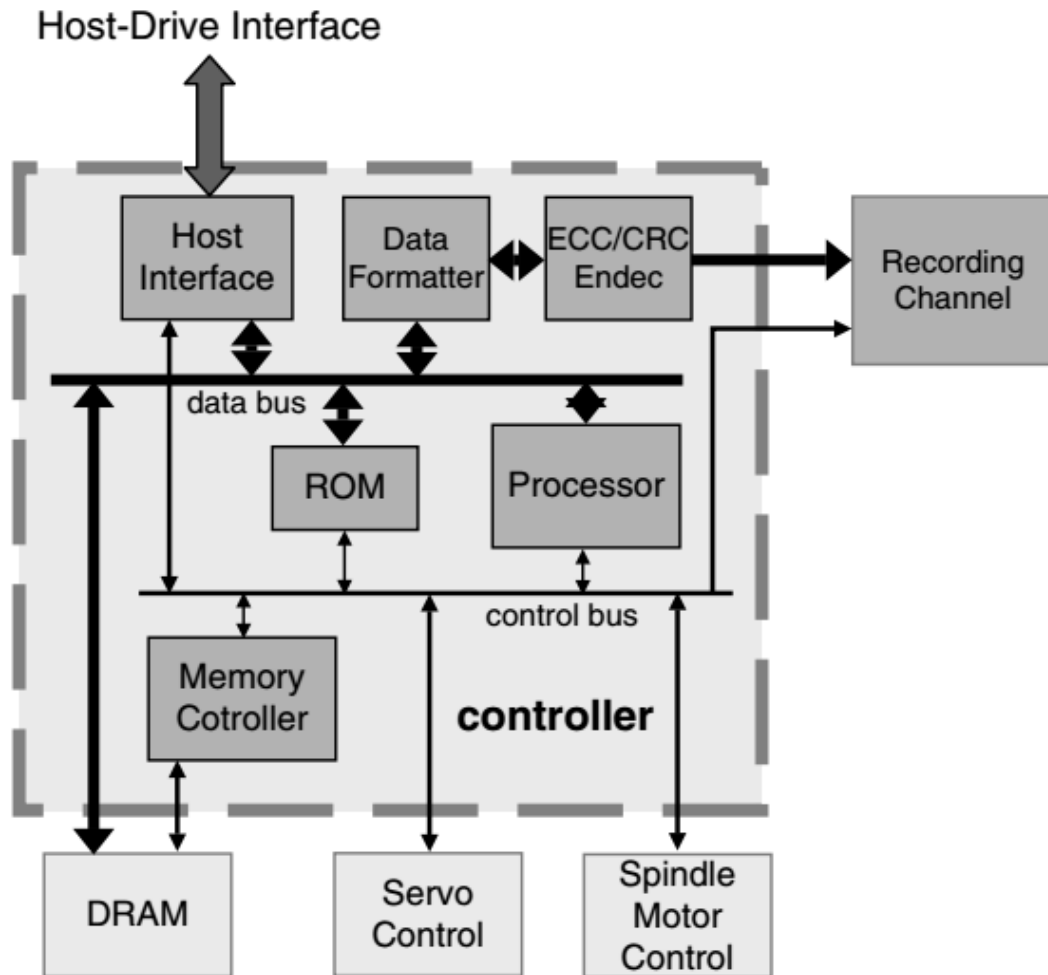 Host-Drive Interface
Host
Interface
Data
Formatter
ECC/CRC
Endec
Recording
Channel
data bus
ROM
Processor
control bus
Memory
Cotroller
controller
DRAM
Servo
Control
Spindle
Motor
Control